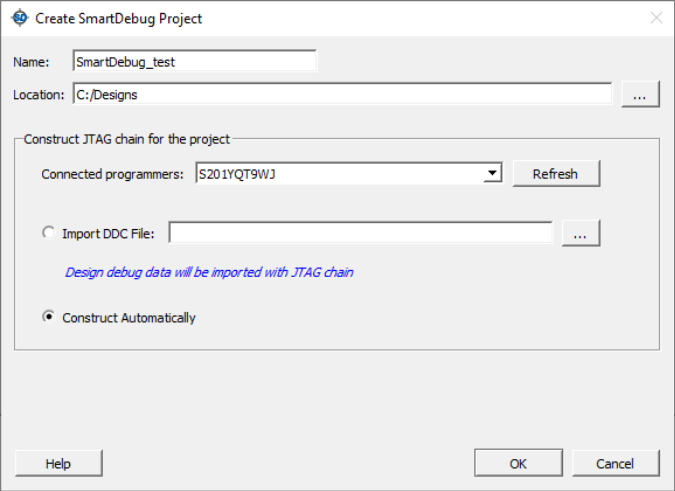 SD Create SmartDebug Project
Name: SmartDebug_test
Location: C:/Designs ...
Construct JTAG chain for the project
Connected programmers: S201YQT9WJ Refresh
Import DDC File: ...
Design debug data will be imported with JTAG chain
Construct Automatically
Help OK Cancel